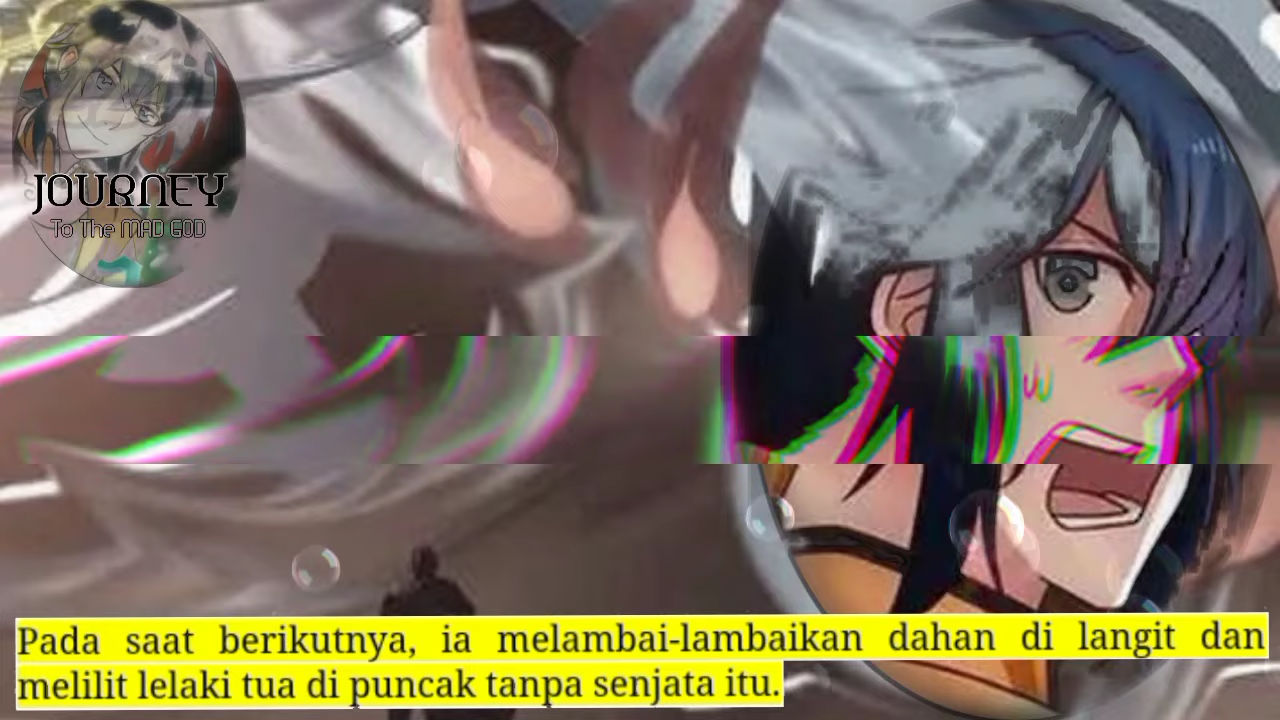 JOURNEY
To The MAD GOD
Pada saat berikutnya, ia melambai-lambaikan dahan di langit dan
melilit lelaki tua di puncak tanpa senjata itu.